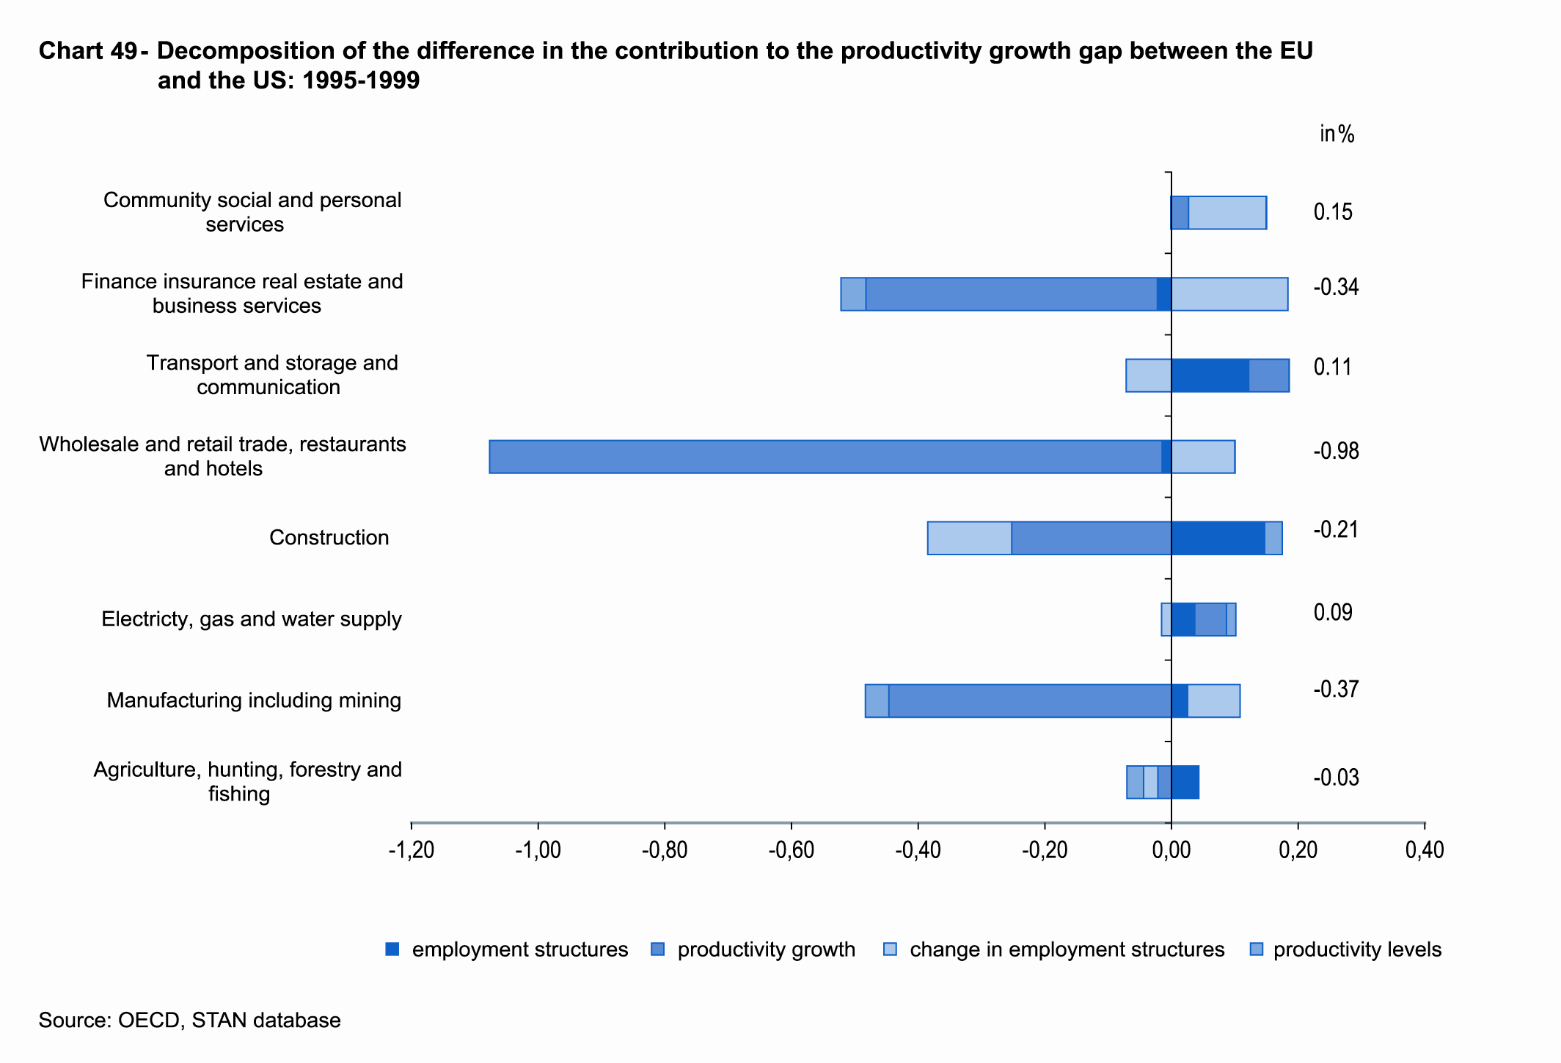 Chart 49- Decomposition of the difference in the contribution to the productivity growth gap between the EU
and the US: 1995-1999
in%
Community social and personal
services
0.15
Finance insurance real estate and
business services
-0.34
Transport and storage and
communication
0.11
Wholesale and retail trade, restaurants
and hotels
-0.98
Construction
-0.21
Electricty, gas and water supply
0.09
Manufacturing including mining
-0.37
Agriculture, hunting, forestry and
fishing
-0.03
-1,20 -1,00 -0,80 -0,60 -0,40 -0,20 0,00 0,20 0,40
employment structures productivity growth change in employment structures productivity levels
Source: OECD, STAN database